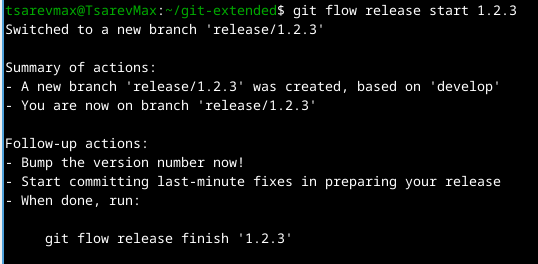 tsarevmax@TsarevMax:~/git-extended$ git flow release start 1.2.3
Switched to a new branch 'release/1.2.3'
Summary of actions:
- A new branch 'release/1.2.3' was created, based on 'develop'
- You are now on branch 'release/1.2.3'
Follow-up actions:
- Bump the version number now!
- Start committing last-minute fixes in preparing your release
- When done, run:
git flow release finish '1.2.3'